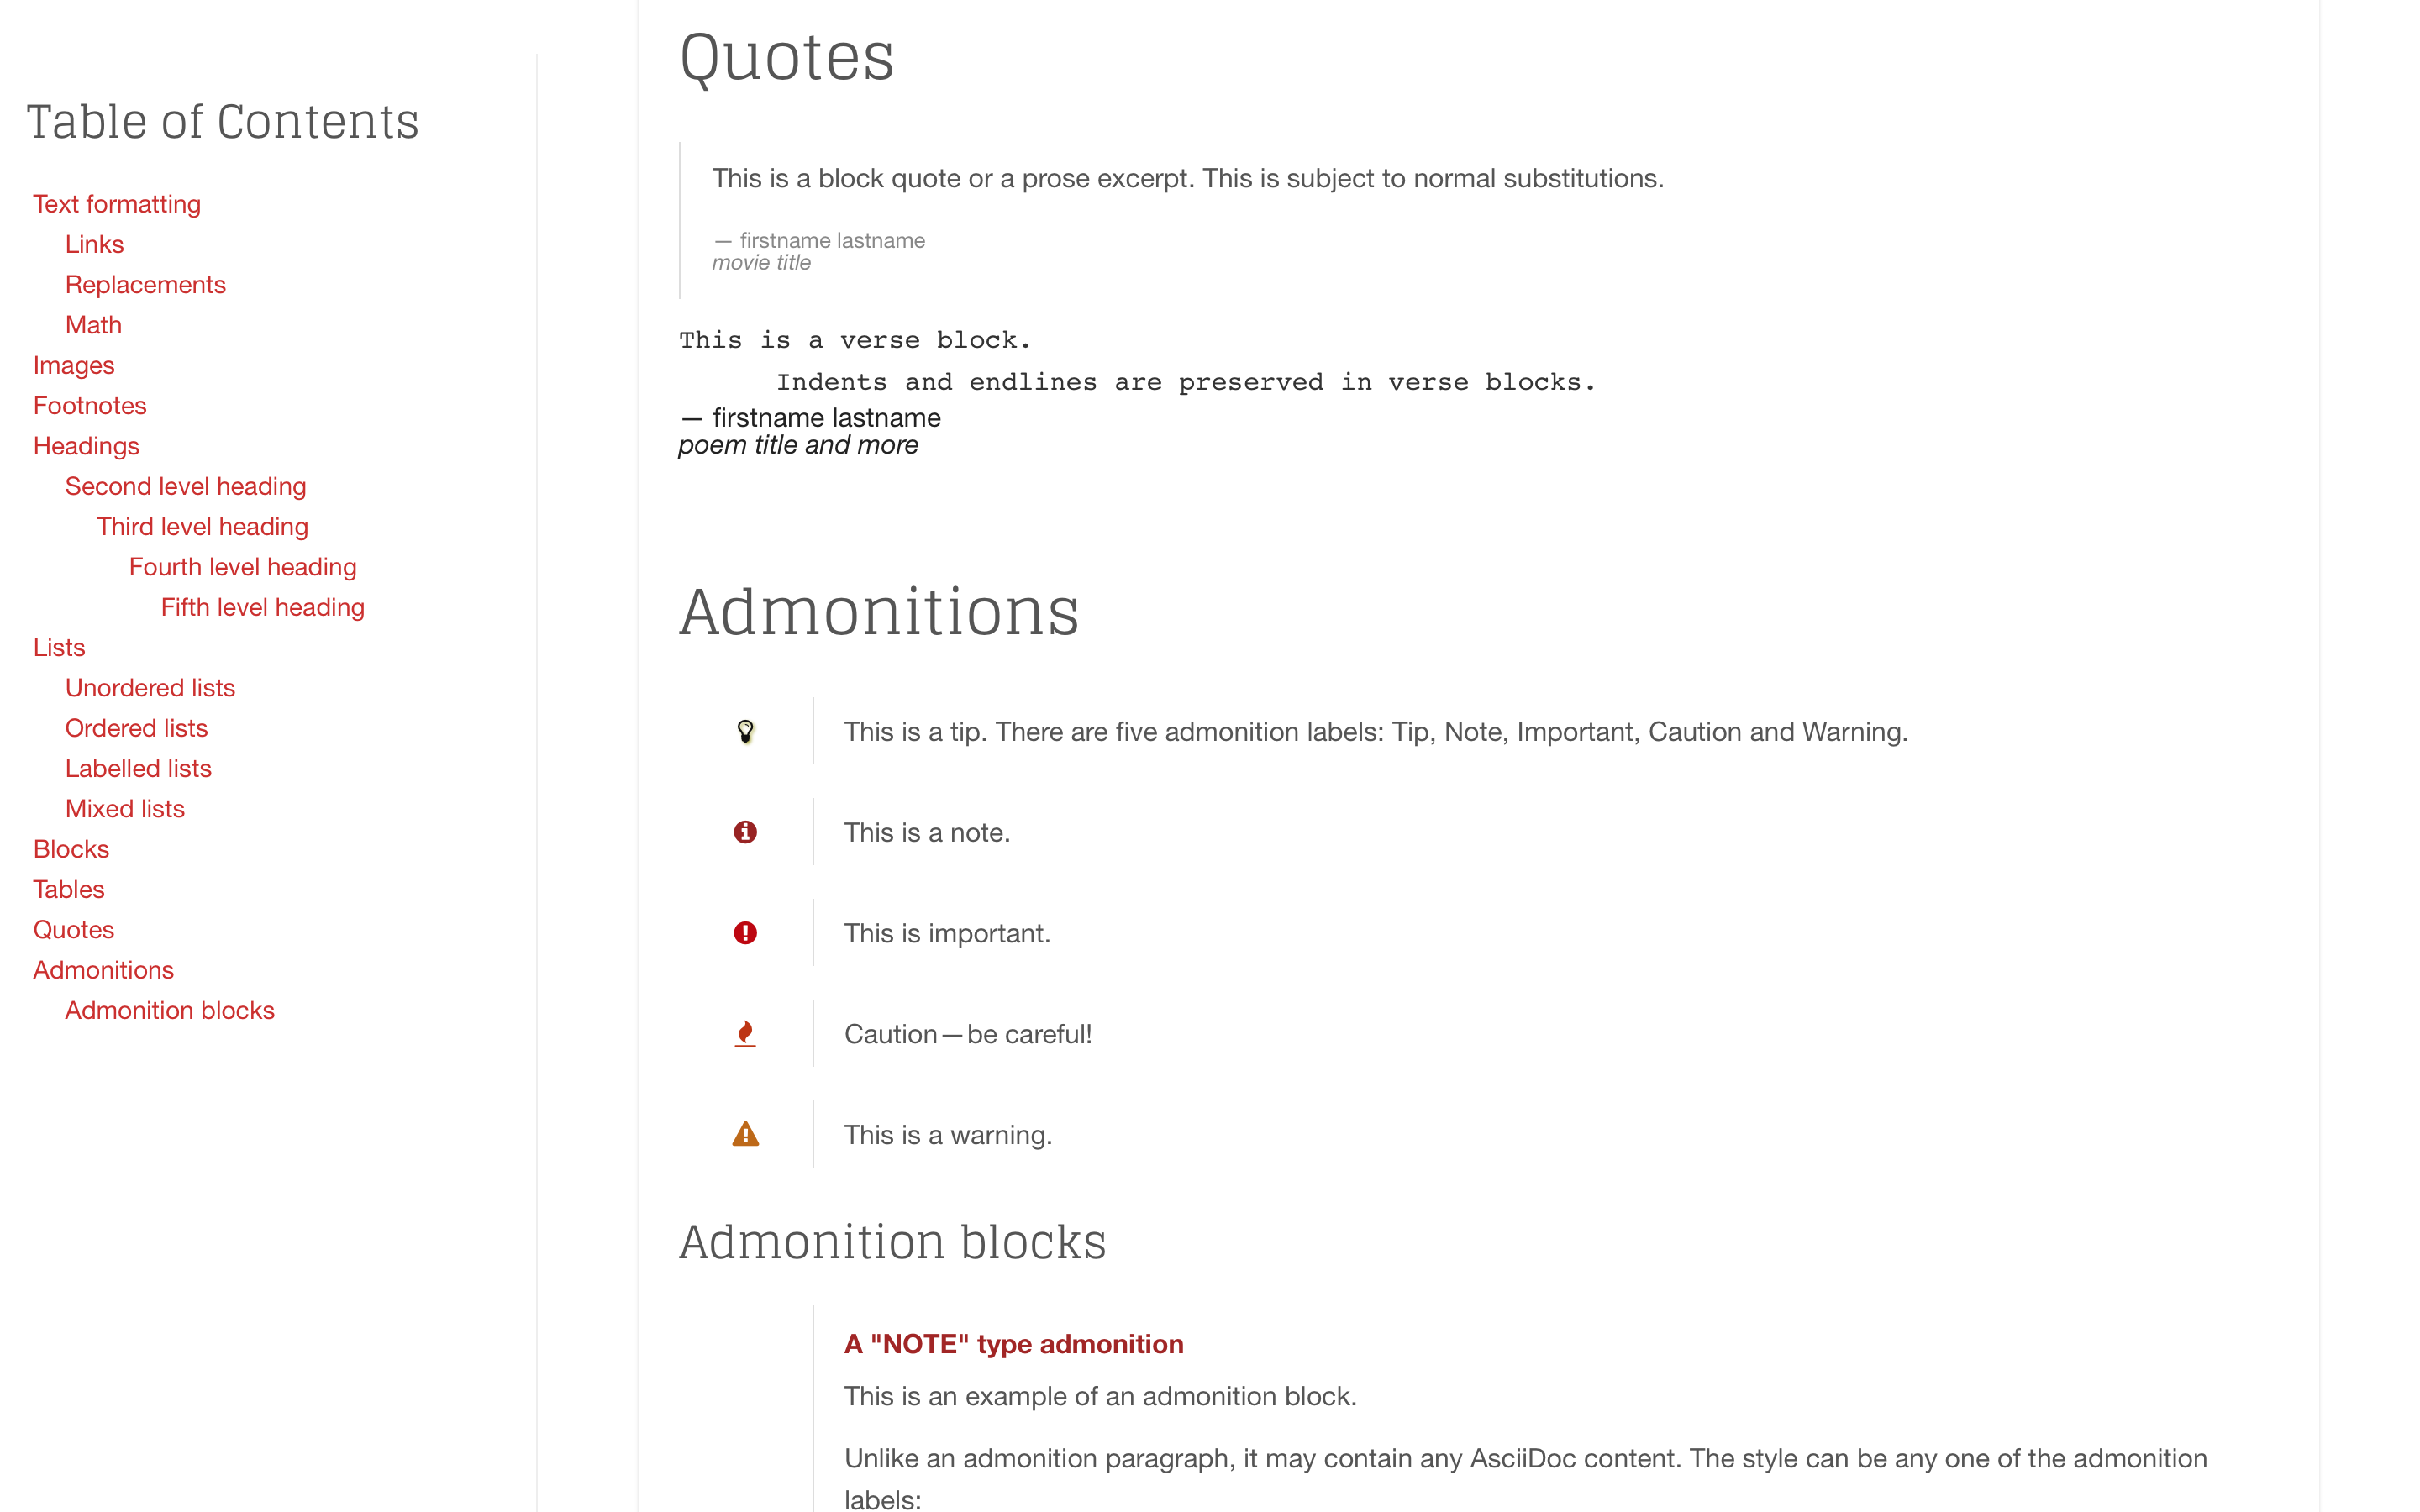 Table of Contents
Text formatting
Links
Replacements
Math
Images
Footnotes
Headings
Second level heading
Third level heading
Fourth level heading
Fifth level heading
Lists
Unordered lists
Ordered lists
Labelled lists
Mixed lists
Blocks
Tables
Quotes
Admonitions
Admonition blocks
Quotes
This is a block quote or a prose excerpt. This is subject to normal substitutions.
— firstname lastname
movie title
This is a verse block.
      Indents and endlines are preserved in verse blocks.
— firstname lastname
poem title and more
Admonitions
This is a tip. There are five admonition labels: Tip, Note, Important, Caution and Warning.
This is a note.
This is important.
Caution — be careful!
This is a warning.
Admonition blocks
A "NOTE" type admonition
This is an example of an admonition block.
Unlike an admonition paragraph, it may contain any AsciiDoc content. The style can be any one of the admonition
labels: